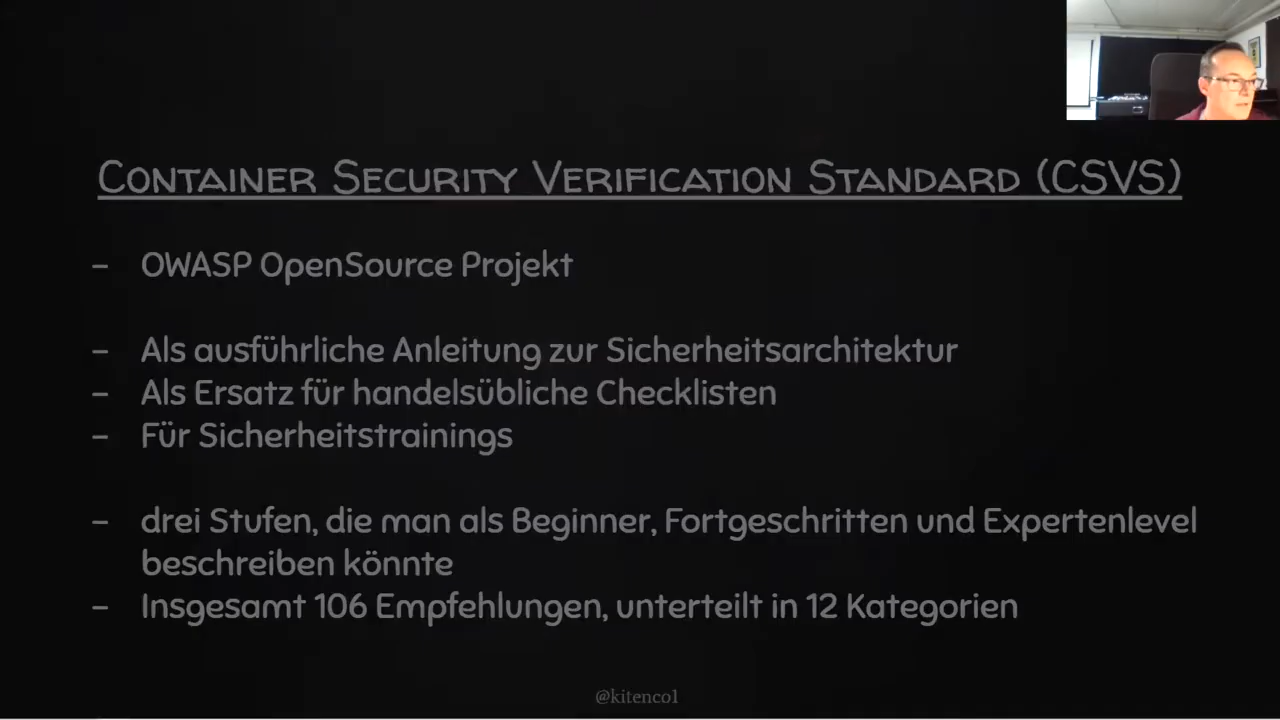 Container Security Verification Standard (CSVS)
– OWASP OpenSource Projekt
– Als ausführliche Anleitung zur Sicherheitsarchitektur
– Als Ersatz für handelsübliche Checklisten
– Für Sicherheitstrainings
– drei Stufen, die man als Beginner, Fortgeschritten und Expertenlevel
beschreiben könnte
– Insgesamt 106 Empfehlungen, unterteilt in 12 Kategorien
@kitenco1